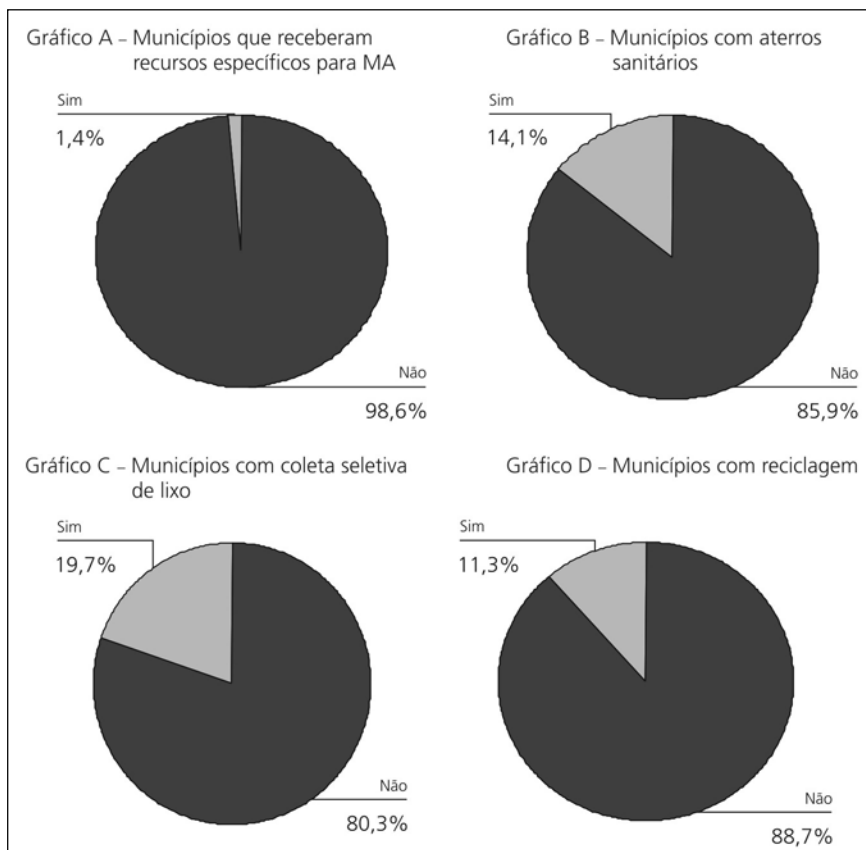 Gráfico A – Municípios que receberam
recursos específicos para MA
Sim
1,4%
Não
98,6%
Gráfico B – Municípios com aterros
sanitários
Sim
14,1%
Não
85,9%
Gráfico C – Municípios com coleta seletiva
de lixo
Sim
19,7%
Não
80,3%
Gráfico D – Municípios com reciclagem
Sim
11,3%
Não
88,7%